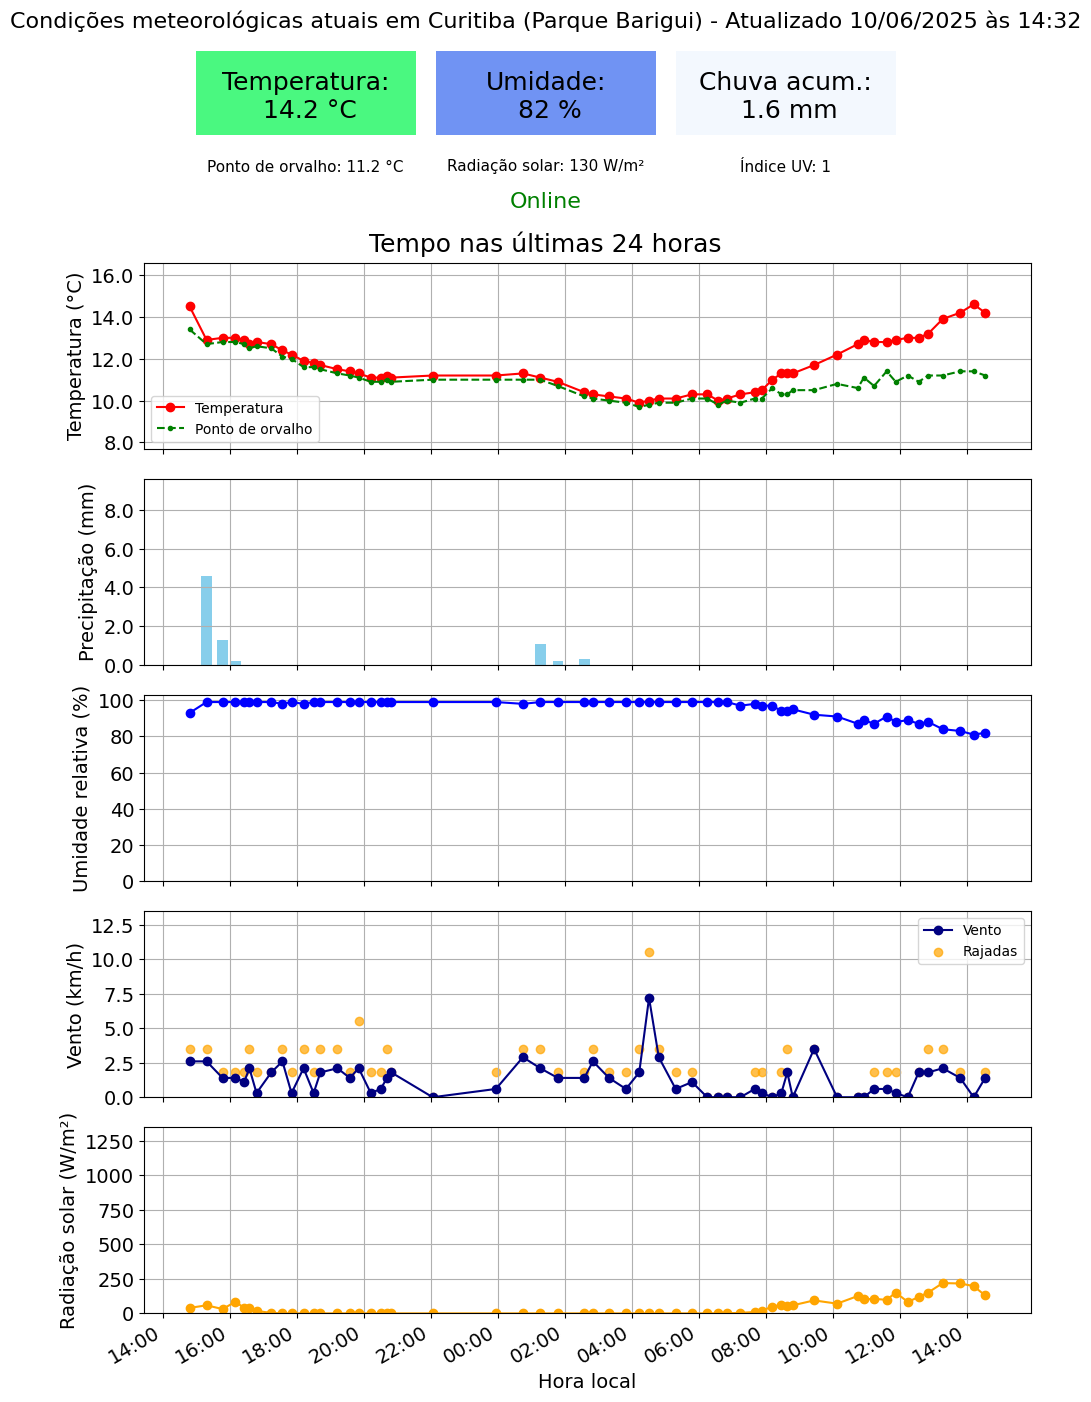 Condições meteorológicas atuais em Curitiba (Parque Barigui) - Atualizado 10/06/2025 às 14:32
Temperatura:
14.2 °C
Umidade:
82 %
Chuva acum.:
1.6 mm
Ponto de orvalho: 11.2 °C
Radiação solar: 130 W/m²
Índice UV: 1
Online
Tempo nas últimas 24 horas
Temperatura (°C)
16.0
14.0
12.0
10.0
8.0
Temperatura
Ponto de orvalho
Precipitação (mm)
8.0
6.0
4.0
2.0
0.0
Umidade relativa (%)
100
80
60
40
20
0
Vento (km/h)
12.5
10.0
7.5
5.0
2.5
0.0
Vento
Rajadas
Radiação solar (W/m²)
1250
1000
750
500
250
0
14:00
16:00
18:00
20:00
22:00
00:00
02:00
04:00
06:00
08:00
10:00
12:00
14:00
Hora local